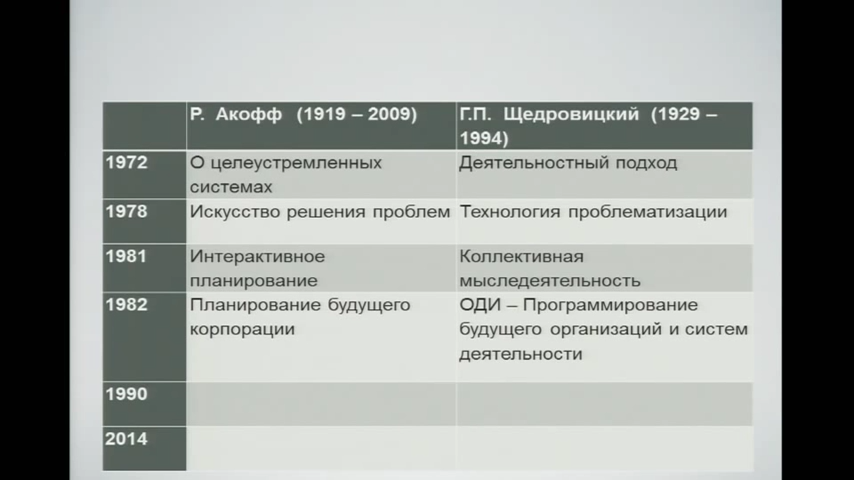 Р. Акофф (1919 – 2009)
Г.П. Щедровицкий (1929 –
1994)
1972
О целеустремленных
системах
Деятельностный подход
1978
Искусство решения проблем
Технология проблематизации
1981
Интерактивное
планирование
Коллективная
мыследеятельность
1982
Планирование будущего
корпорации
ОДИ – Программирование
будущего организаций и систем
деятельности
1990
2014